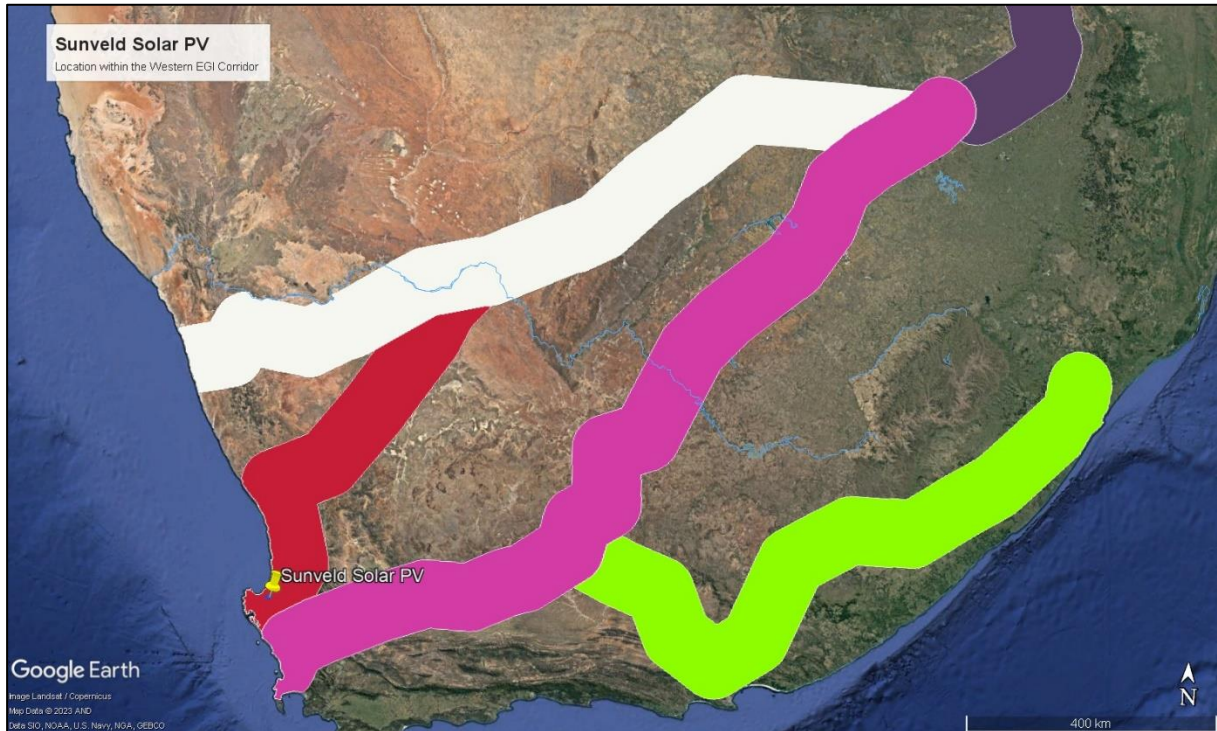 Sunveld Solar PV
Location within the Western EGI Corridor
Sunveld Solar PV
Google Earth
Image Landsat / Copernicus
Map Data © 2023 AND
Data SIO, NOAA, U.S. Navy, NGA, GEBCO
N
400 km